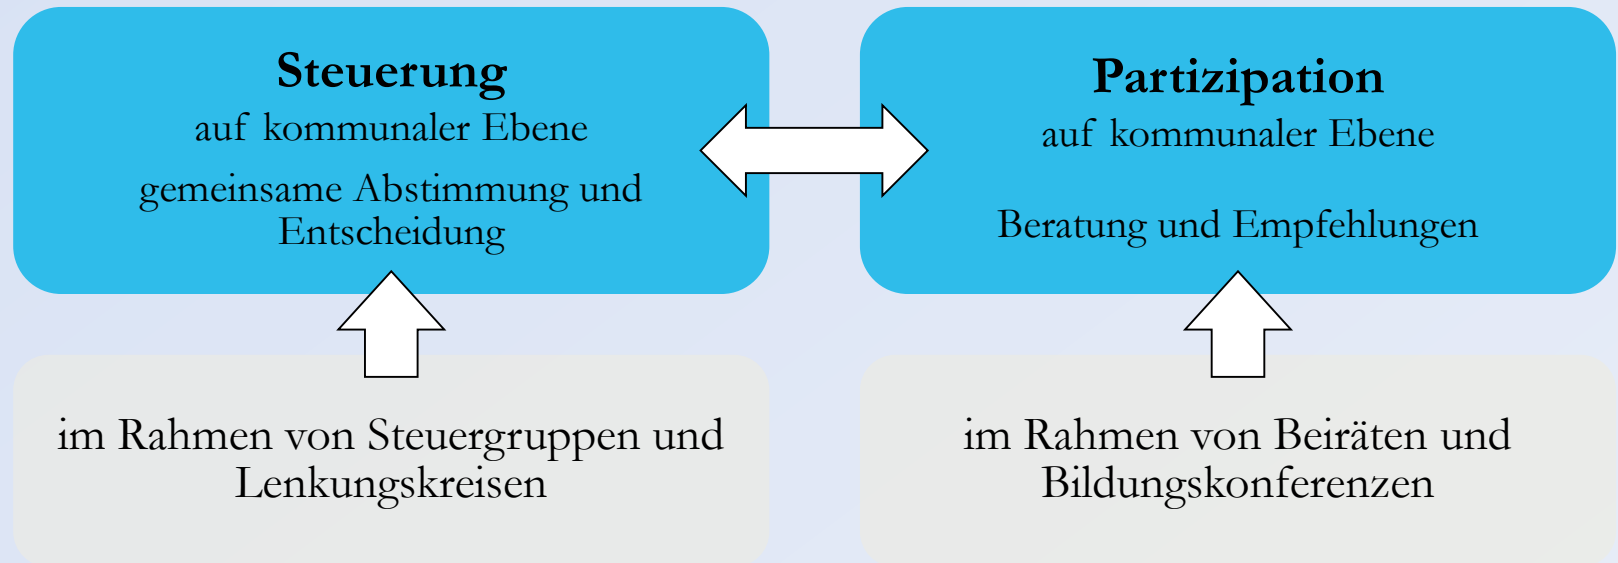 Steuerung
auf kommunaler Ebene
gemeinsame Abstimmung und
Entscheidung
Partizipation
auf kommunaler Ebene
Beratung und Empfehlungen
im Rahmen von Steuergruppen und
Lenkungskreisen
im Rahmen von Beiräten und
Bildungskonferenzen